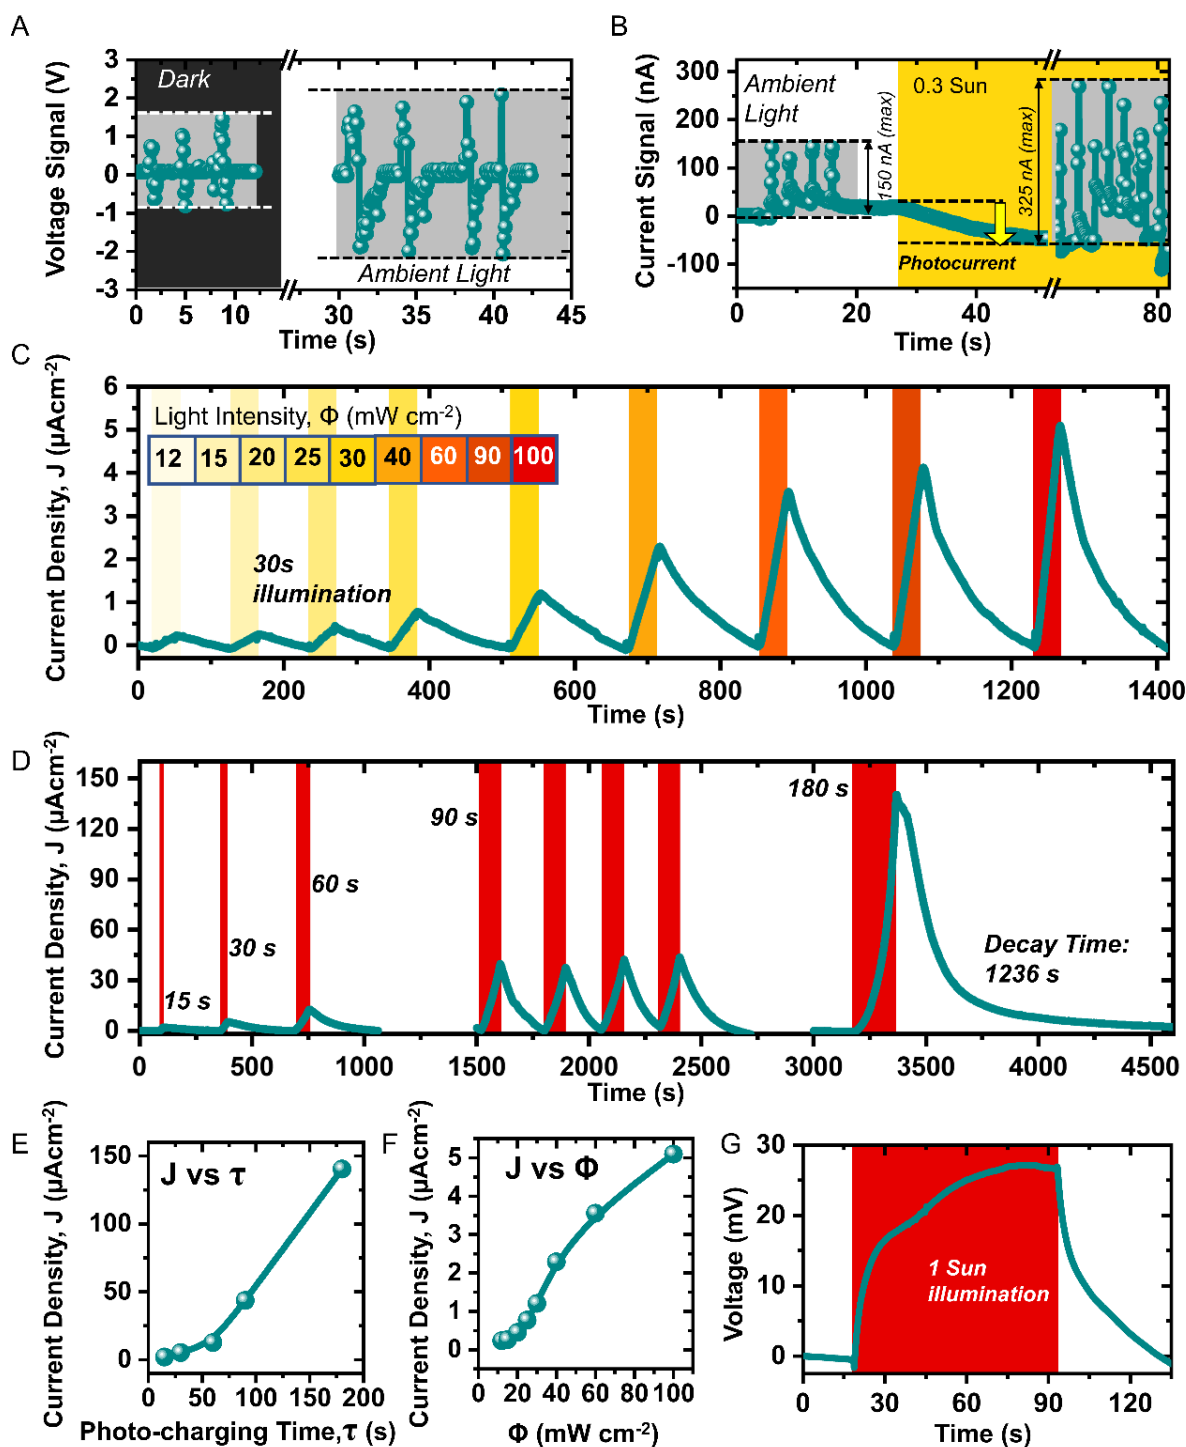 A
Voltage Signal (V)
3
2
1
0
-1
-2
-3
Dark
Ambient Light
0 5 10 30 35 40 45
Time (s)
B
Current Signal (nA)
300
250
200
150
100
50
0
-100
Ambient
Light
0.3 Sun
150 nA (max)
325 nA (max)
Photocurrent
0 20 40 80
Time (s)
C
Current Density, J (µAcm-2)
6
5
4
3
2
1
0
Light Intensity, Φ (mW cm-2)
12 15 20 25 30 40 60 90 100
30s
illumination
0 200 400 600 800 1000 1200 1400
Time (s)
D
Current Density, J (µAcm-2)
150
120
90
60
30
0
15 s
30 s
60 s
90 s
180 s
Decay Time:
1236 s
0 500 1000 1500 2000 2500 3000 3500 4000 4500
Time (s)
E
Current Density, J (µAcm-2)
150
100
50
0
J vs τ
0 50 100 150 200
Photo-charging Time,τ (s)
F
Current Density, J (µAcm-2)
5
4
3
2
1
0
J vs Φ
0 20 40 60 80 100
Φ (mW cm-2)
G
Voltage (mV)
30
20
10
0
1 Sun
illumination
0 30 60 90 120
Time (s)